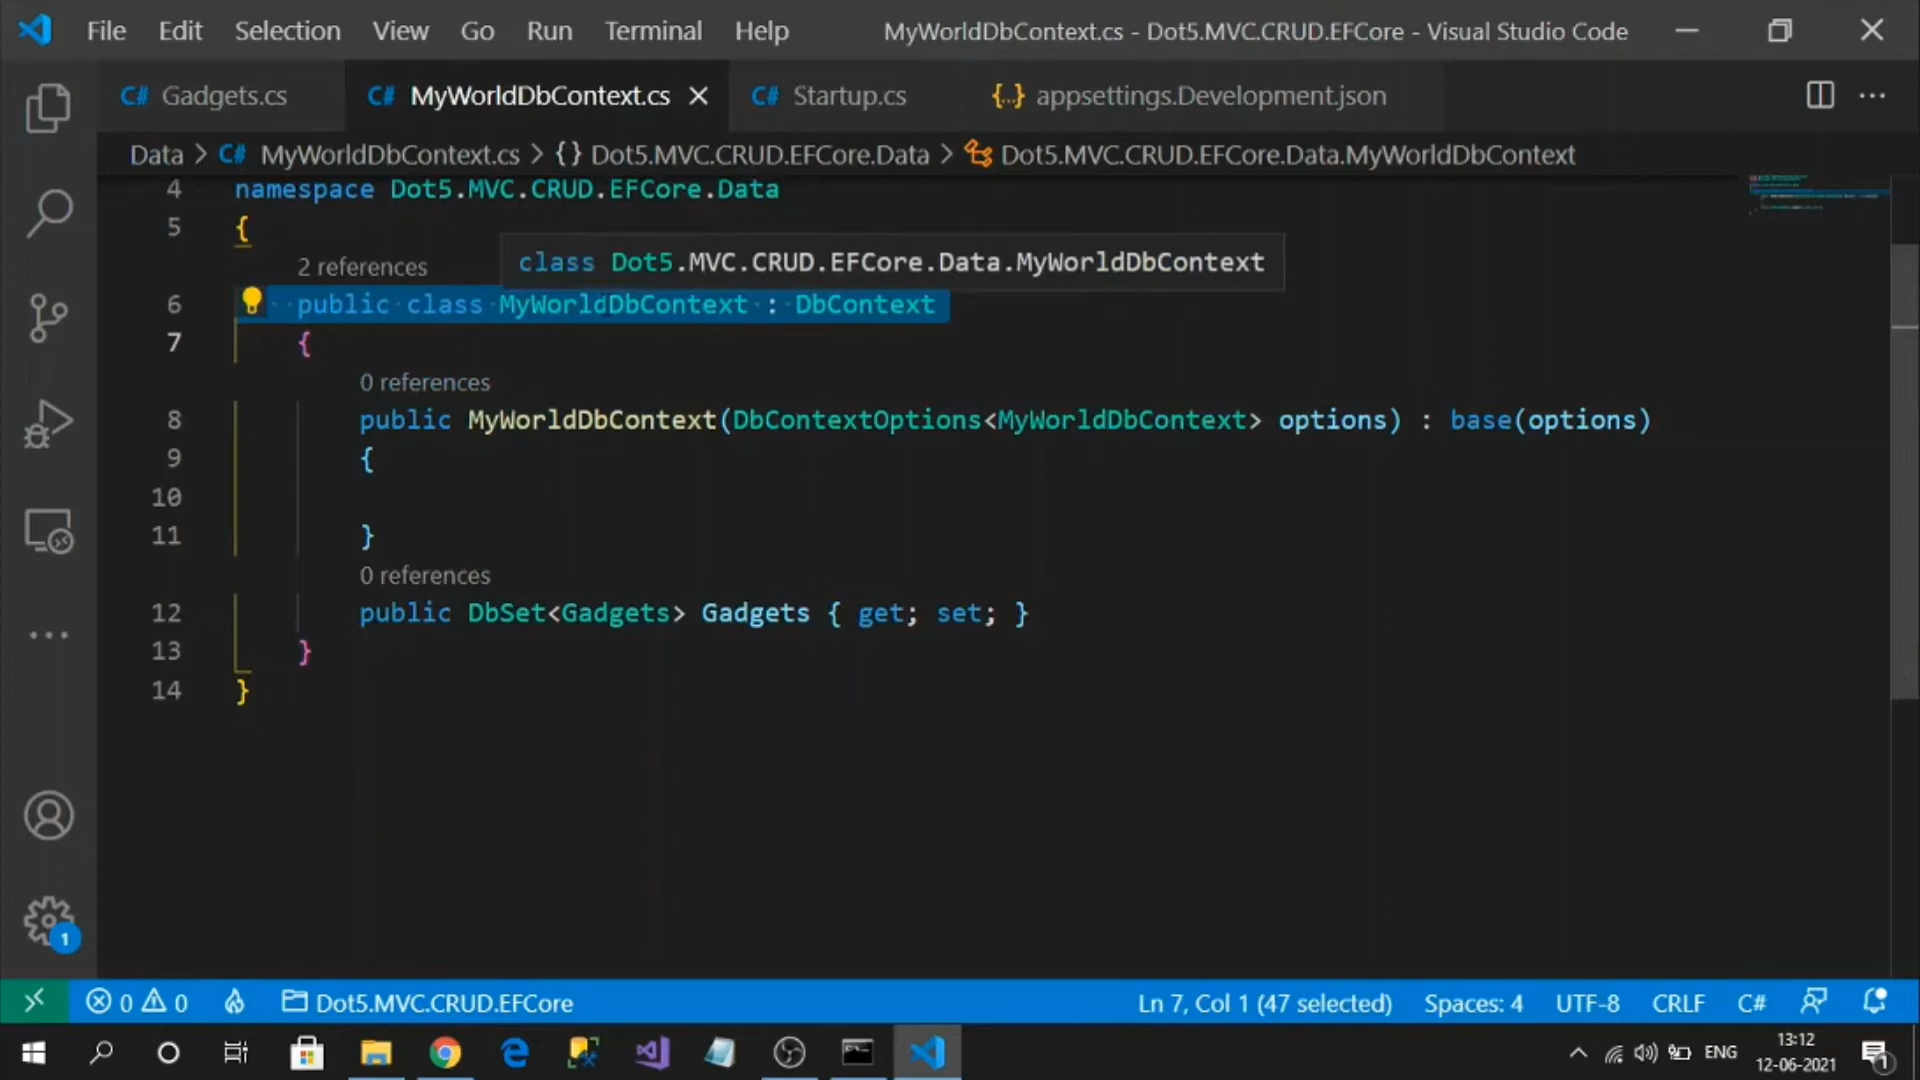 File Edit Selection View Go Run Terminal Help MyWorldDbContext.cs - Dot5.MVC.CRUD.EFCore - Visual Studio Code
C# Gadgets.cs C# MyWorldDbContext.cs C# Startup.cs {..} appsettings.Development.json
Data > C# MyWorldDbContext.cs > {} Dot5.MVC.CRUD.EFCore.Data > Dot5.MVC.CRUD.EFCore.Data.MyWorldDbContext
4 namespace Dot5.MVC.CRUD.EFCore.Data
5 {
2 references
class Dot5.MVC.CRUD.EFCore.Data.MyWorldDbContext
6 public class MyWorldDbContext : DbContext
7 {
0 references
8 public MyWorldDbContext(DbContextOptions<MyWorldDbContext> options) : base(options)
9 {
10
11 }
0 references
12 public DbSet<Gadgets> Gadgets { get; set; }
13 }
14 }
1
0 0 Dot5.MVC.CRUD.EFCore Ln 7, Col 1 (47 selected) Spaces: 4 UTF-8 CRLF C#
ENG 13:12
12-06-2021
1